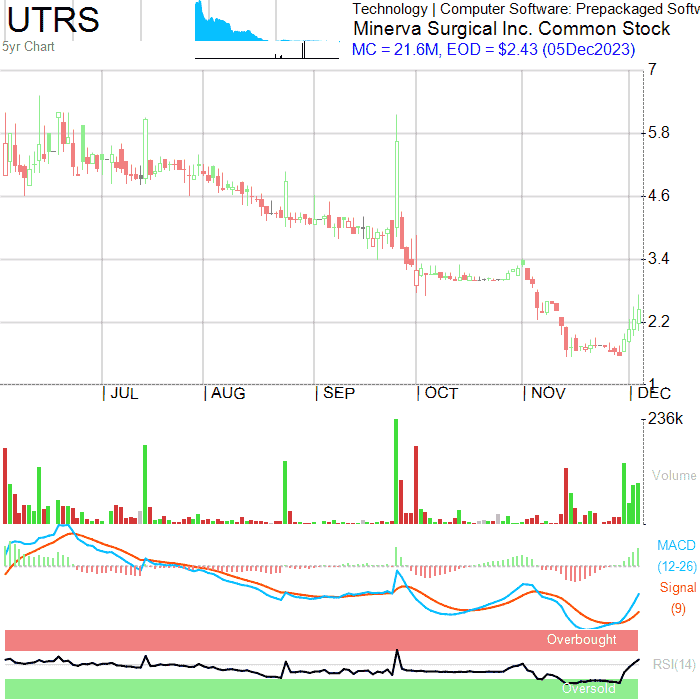 UTRS
5yr Chart
Technology | Computer Software: Prepackaged Softw
Minerva Surgical Inc. Common Stock
MC = 21.6M, EOD = $2.43 (05Dec2023)
7
5.8
4.6
3.4
2.2
1
| JUL | AUG | SEP | OCT | NOV | DEC
236k
Volume
MACD
(12-26)
Signal
(9)
Overbought
RSI(14)
Oversold